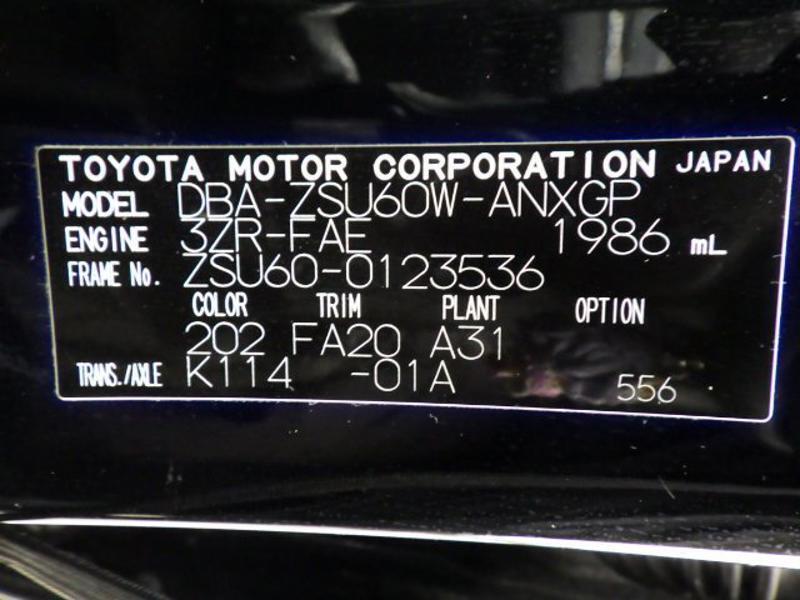 TOYOTA MOTOR CORPORATION JAPAN
MODEL DBA-ZSU60W-ANXGP
ENGINE 3ZR-FAE 1986 mL
FRAME No. ZSU60-0123536
COLOR TRIM PLANT OPTION
202 FA20 A31
TRANS./AXLE K114 -01A 556